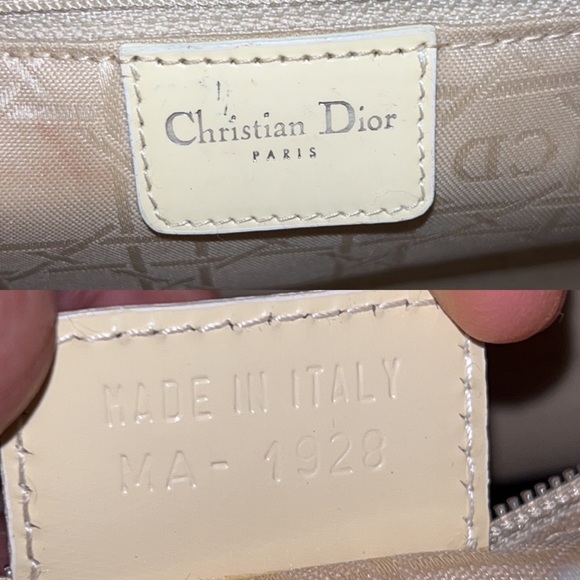 Christian Dior
PARIS
MADE IN ITALY
MA- 1928